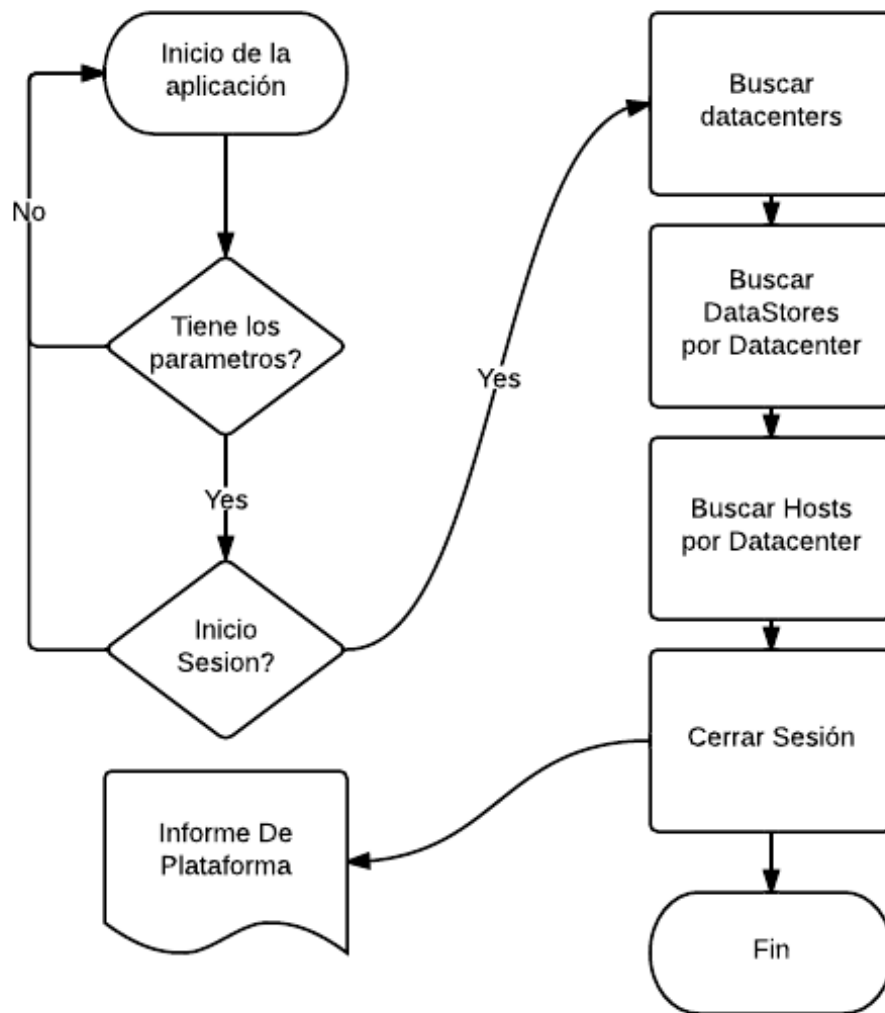 Inicio de la
aplicación
No
Tiene los
parametros?
Yes
Inicio
Sesion?
Yes
Buscar
datacenters
Buscar
DataStores
por Datacenter
Buscar Hosts
por Datacenter
Cerrar Sesión
Informe De
Plataforma
Fin